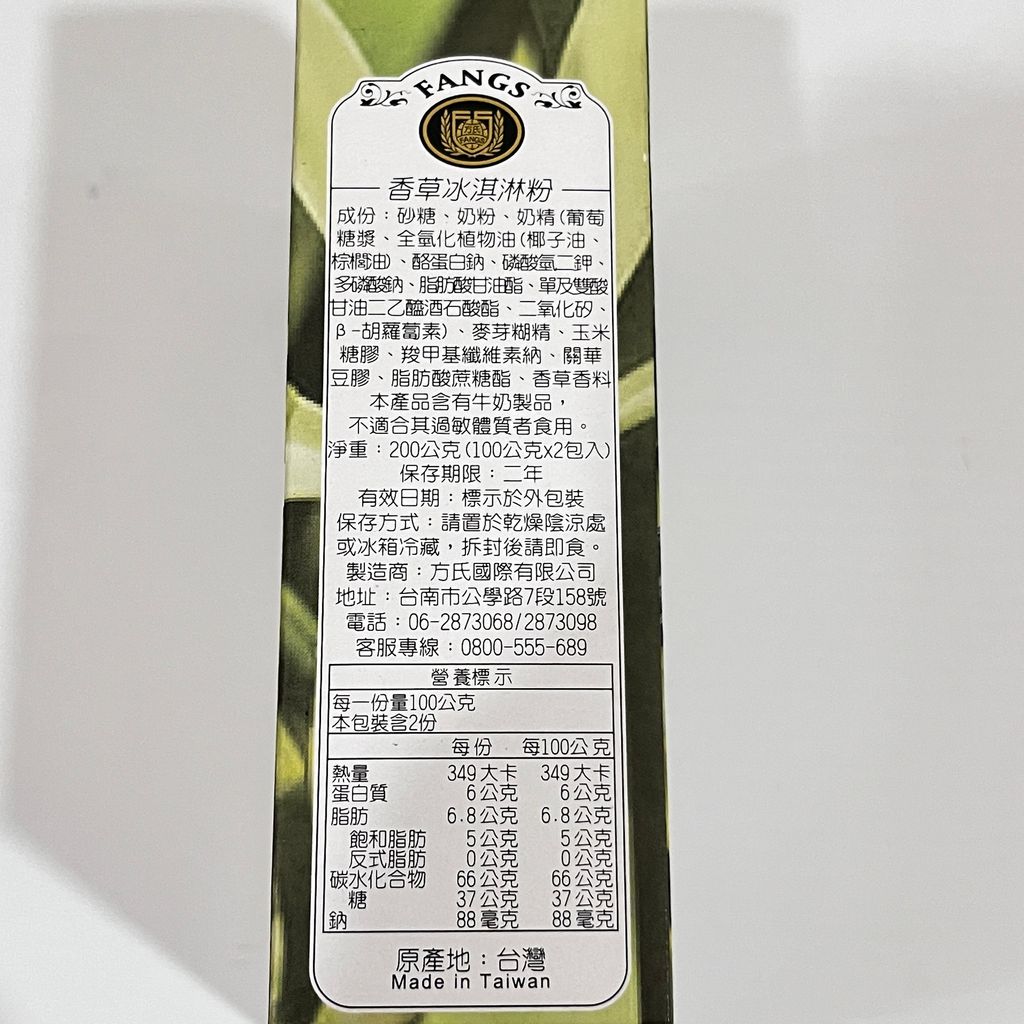 FANGS
方氏
FANGS
香草冰淇淋粉
成份：砂糖、奶粉、奶精(葡萄
糖漿、全氫化植物油(椰子油、
棕櫚油)、酪蛋白鈉、磷酸氫二鉀、
多磷酸鈉、脂肪酸甘油酯、單及雙酸
甘油二乙醯酒石酸酯、二氧化矽、
β-胡蘿蔔素)、麥芽糊精、玉米
糖膠、羧甲基纖維素納、關華
豆膠、脂肪酸蔗糖酯、香草香料
本產品含有牛奶製品，
不適合其過敏體質者食用。
淨重：200公克(100公克x2包入)
保存期限：二年
有效日期：標示於外包裝
保存方式：請置於乾燥陰涼處
或冰箱冷藏，拆封後請即食。
製造商：方氏國際有限公司
地址：台南市公學路7段158號
電話：06-2873068/2873098
客服專線：0800-555-689
營養標示
每一份量100公克
本包裝含2份
每份 每100公克
熱量 349大卡 349大卡
蛋白質 6公克 6公克
脂肪 6.8公克 6.8公克
飽和脂肪 5公克 5公克
反式脂肪 0公克 0公克
碳水化合物 66公克 66公克
糖 37公克 37公克
鈉 88毫克 88毫克
原產地：台灣
Made in Taiwan